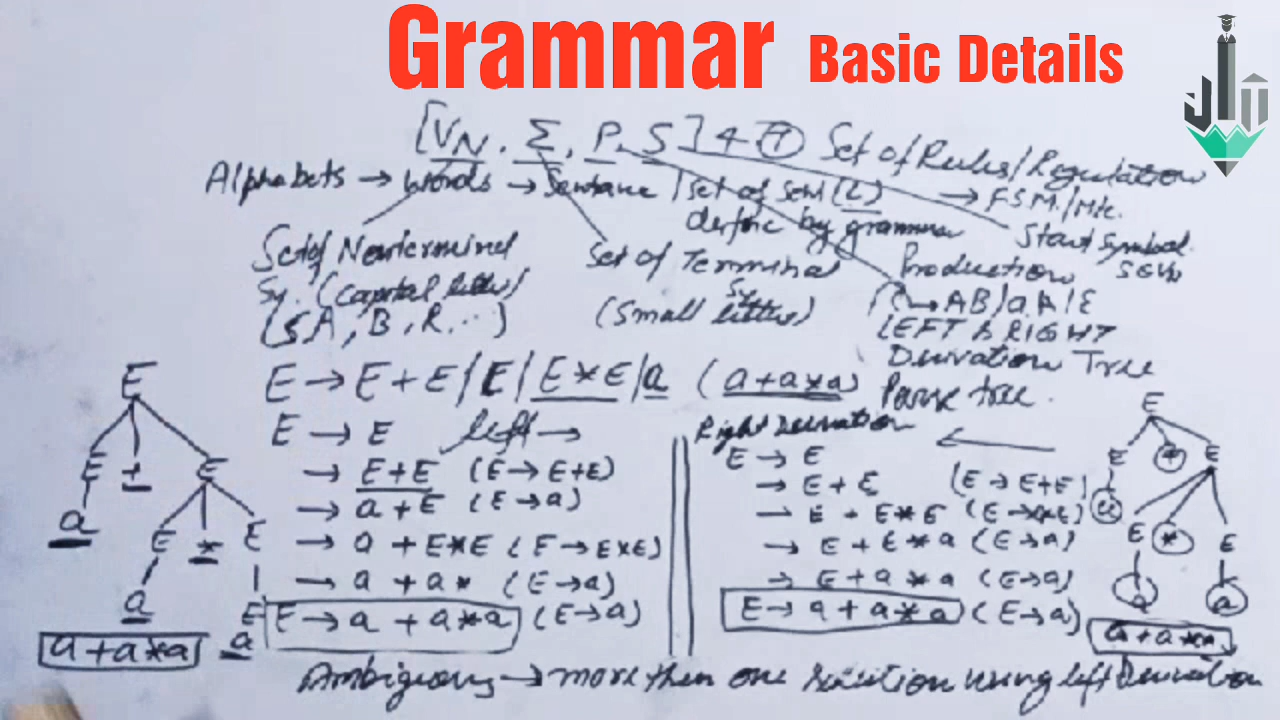 Grammar Basic Details
[VN, Σ, P, S] 4 Set of Rules/Regulation
Alphabets → words → Sentance / Set of Sent (L) → FSM/M/c.
define by grammar
Start Symbol
Set of Nonterminal
Sy. (Capital letter)
(S, A, B, R...)
Set of Terminal
Sy
(Small letter)
Production
→ AB/aA/E
LEFT & RIGHT
Derivation Tree
Parse tree.
E → E+E/E/E*E/a (a+a*a)
E → E left →
→ E+E (E→E+E)
→ a+E (E→a)
→ a+E*E (E→E*E)
→ a+a* (E→a)
E → a+a*a (E→a)
Right Derivation ←
E → E
→ E+E (E→E+E)
→ E+E*E
→ E+E*a (E→a)
→ E+a*a (E→a)
E → a+a*a (E→a)
E
E + E
a
E * E
a E
a
a+a*a
E
E + E
a
E * E
a a
a+a*a
Ambiguous → more then one using left Derivation